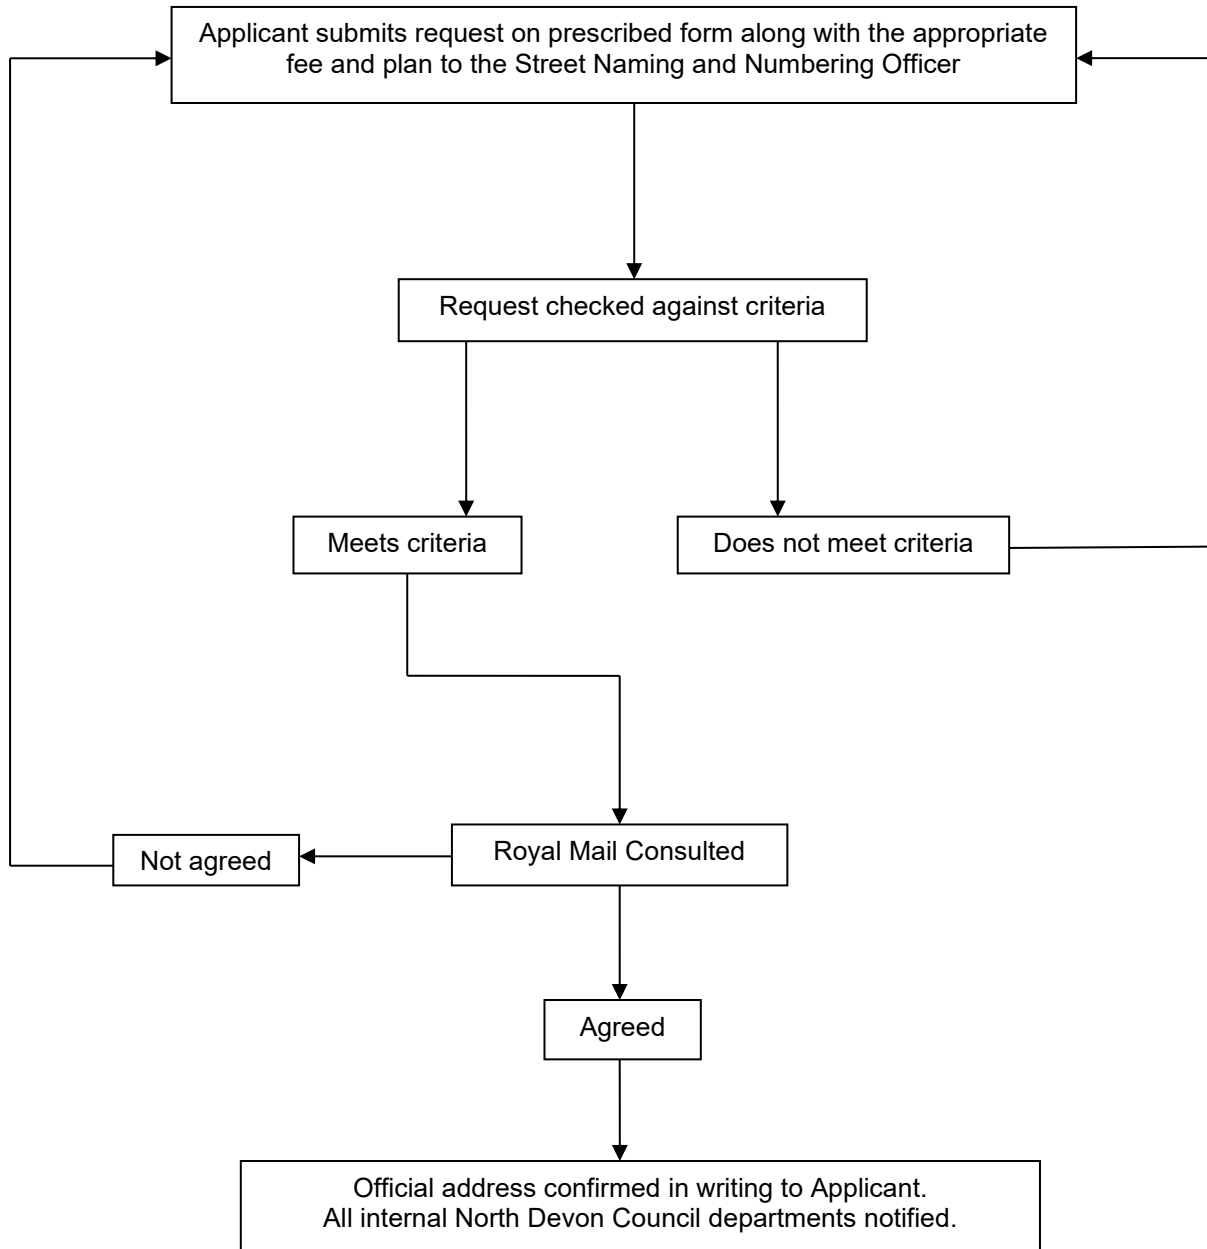 Applicant submits request on prescribed form along with the appropriate
fee and plan to the Street Naming and Numbering Officer
Request checked against criteria
Meets criteria
Does not meet criteria
Royal Mail Consulted
Not agreed
Agreed
Official address confirmed in writing to Applicant.
All internal North Devon Council departments notified.